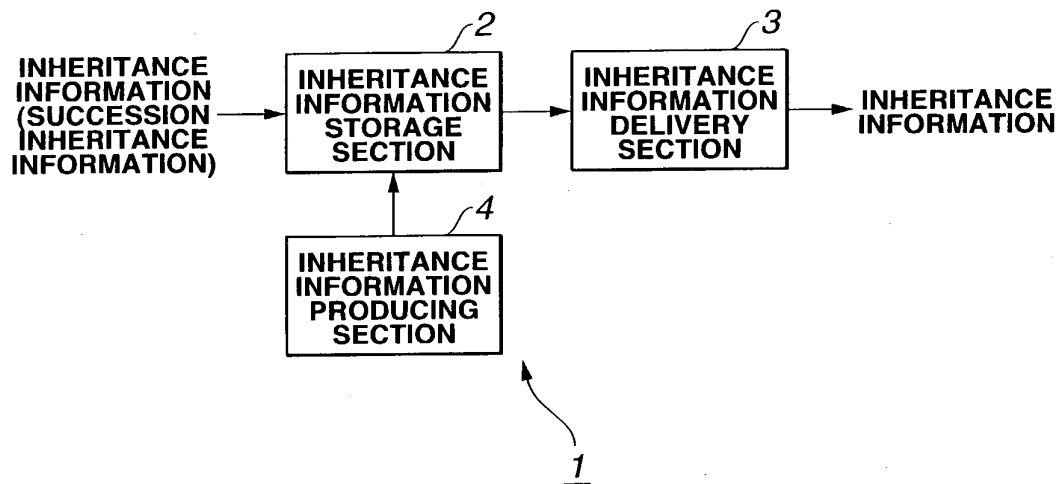 2
3
INHERITANCE
INFORMATION
(SUCCESSION
INHERITANCE
INFORMATION)
INHERITANCE
INFORMATION
STORAGE
SECTION
INHERITANCE
INFORMATION
DELIVERY
SECTION
INHERITANCE
INFORMATION
4
INHERITANCE
INFORMATION
PRODUCING
SECTION
1